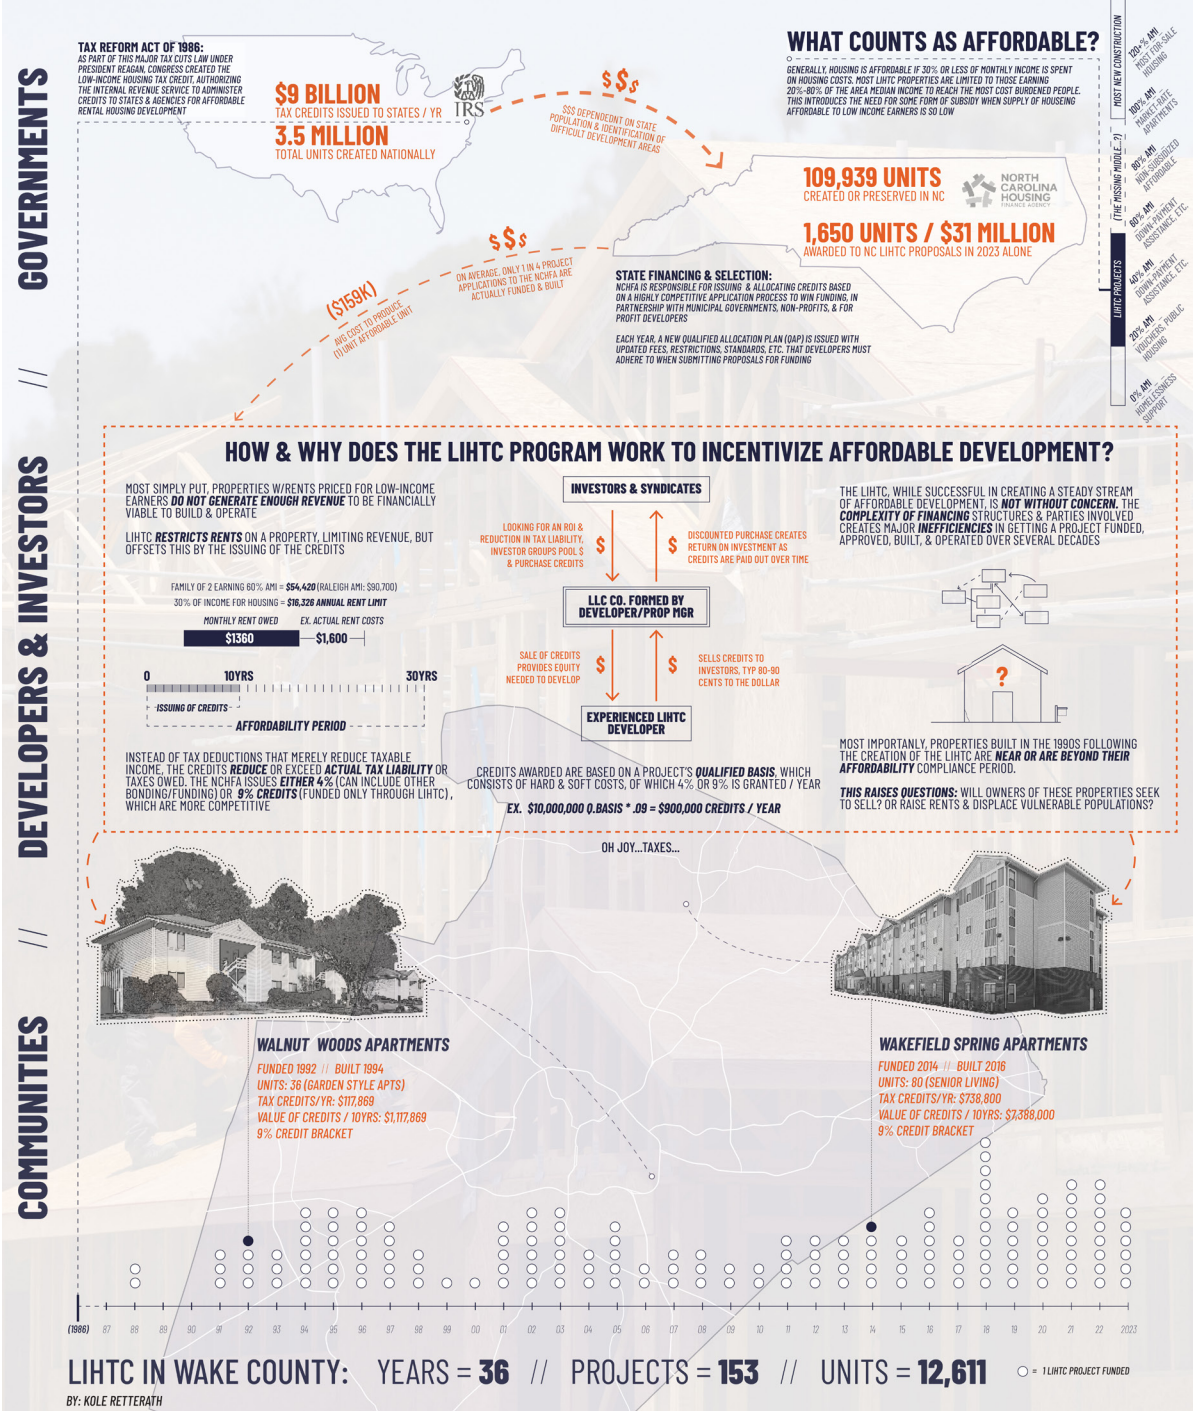 GOVERNMENTS
//
DEVELOPERS & INVESTORS
//
COMMUNITIES
TAX REFORM ACT OF 1986:
AS PART OF THIS MAJOR TAX CUTS LAW UNDER
PRESIDENT REAGAN, CONGRESS CREATED THE
LOW-INCOME HOUSING TAX CREDIT, AUTHORIZING
THE INTERNAL REVENUE SERVICE TO ADMINISTER
CREDITS TO STATES & AGENCIES FOR AFFORDABLE
RENTAL HOUSING DEVELOPMENT
$9 BILLION
TAX CREDITS ISSUED TO STATES / YR
3.5 MILLION
TOTAL UNITS CREATED NATIONALLY
IRS
$$$
$$$ DEPENDEDNT ON STATE
POPULATION & IDENTIFICATION OF
DIFFICULT DEVELOPMENT AREAS
WHAT COUNTS AS AFFORDABLE?
GENERALLY, HOUSING IS AFFORDABLE IF 30% OR LESS OF MONTHLY INCOME IS SPENT
ON HOUSING COSTS. MOST LIHTC PROPERTIES ARE LIMITED TO THOSE EARNING
20%-80% OF THE AREA MEDIAN INCOME TO REACH THE MOST COST BURDENED PEOPLE.
THIS INTRODUCES THE NEED FOR SOME FORM OF SUBSIDY WHEN SUPPLY OF HOUSEING
AFFORDABLE TO LOW INCOME EARNERS IS SO LOW
MOST NEW CONSTRUCTION
(THE MISSING MIDDLE...?)
LIHTC PROJECTS
120+% AMI
MOST FOR-SALE
HOUSING
100% AMI
MARKET-RATE
APARTMENTS
80% AMI
NON-SUBSIDIZED
AFFORDABLE
60% AMI
DOWN-PAYMENT
ASSISTANCE, ETC.
40% AMI
DOWN-PAYMENT
ASSISTANCE, ETC.
20% AMI
VOUCHERS, PUBLIC
HOUSING
0% AMI
HOMELESSNESS
SUPPORT
109,939 UNITS
CREATED OR PRESERVED IN NC
NORTH
CAROLINA
HOUSING
FINANCE AGENCY
1,650 UNITS / $31 MILLION
AWARDED TO NC LIHTC PROPOSALS IN 2023 ALONE
$$$
ON AVERAGE, ONLY 1 IN 4 PROJECT
APPLICATIONS TO THE NCHFA ARE
ACTUALLY FUNDED & BUILT
($159K)
AVG COST TO PRODUCE
(1) UNIT AFFORDABLE UNIT
STATE FINANCING & SELECTION:
NCHFA IS RESPONSIBLE FOR ISSUING & ALLOCATING CREDITS BASED
ON A HIGHLY COMPETITIVE APPLICATION PROCESS TO WIN FUNDING, IN
PARTNERSHIP WITH MUNICIPAL GOVERNMENTS, NON-PROFITS, & FOR
PROFIT DEVELOPERS
EACH YEAR, A NEW QUALIFIED ALLOCATION PLAN (QAP) IS ISSUED WITH
UPDATED FEES, RESTRICTIONS, STANDARDS, ETC. THAT DEVELOPERS MUST
ADHERE TO WHEN SUBMITTING PROPOSALS FOR FUNDING
HOW & WHY DOES THE LIHTC PROGRAM WORK TO INCENTIVIZE AFFORDABLE DEVELOPMENT?
MOST SIMPLY PUT, PROPERTIES W/RENTS PRICED FOR LOW-INCOME
EARNERS DO NOT GENERATE ENOUGH REVENUE TO BE FINANCIALLY
VIABLE TO BUILD & OPERATE
LIHTC RESTRICTS RENTS ON A PROPERTY, LIMITING REVENUE, BUT
OFFSETS THIS BY THE ISSUING OF THE CREDITS
FAMILY OF 2 EARNING 60% AMI = $54,420 (RALEIGH AMI: $90,700)
30% OF INCOME FOR HOUSING = $16,326 ANNUAL RENT LIMIT
MONTHLY RENT OWED EX. ACTUAL RENT COSTS
$1360 $1,600
0 10YRS 30YRS
ISSUING OF CREDITS
AFFORDABILITY PERIOD
INSTEAD OF TAX DEDUCTIONS THAT MERELY REDUCE TAXABLE
INCOME, THE CREDITS REDUCE OR EXCEED ACTUAL TAX LIABILITY OR
TAXES OWED. THE NCHFA ISSUES EITHER 4% (CAN INCLUDE OTHER
BONDING/FUNDING) OR 9% CREDITS (FUNDED ONLY THROUGH LIHTC),
WHICH ARE MORE COMPETITIVE
INVESTORS & SYNDICATES
LOOKING FOR AN ROI &
REDUCTION IN TAX LIABILITY,
INVESTOR GROUPS POOL $
& PURCHASE CREDITS
$
$
DISCOUNTED PURCHASE CREATES
RETURN ON INVESTMENT AS
CREDITS ARE PAID OUT OVER TIME
LLC CO. FORMED BY
DEVELOPER/PROP MGR
SALE OF CREDITS
PROVIDES EQUITY
NEEDED TO DEVELOP
$
$
SELLS CREDITS TO
INVESTORS, TYP 80-90
CENTS TO THE DOLLAR
EXPERIENCED LIHTC
DEVELOPER
CREDITS AWARDED ARE BASED ON A PROJECT'S QUALIFIED BASIS, WHICH
CONSISTS OF HARD & SOFT COSTS, OF WHICH 4% OR 9% IS GRANTED / YEAR
EX. $10,000,000 Q.BASIS * .09 = $900,000 CREDITS / YEAR
THE LIHTC, WHILE SUCCESSFUL IN CREATING A STEADY STREAM
OF AFFORDABLE DEVELOPMENT, IS NOT WITHOUT CONCERN. THE
COMPLEXITY OF FINANCING STRUCTURES & PARTIES INVOLVED
CREATES MAJOR INEFFICIENCIES IN GETTING A PROJECT FUNDED,
APPROVED, BUILT, & OPERATED OVER SEVERAL DECADES
?
MOST IMPORTANLY, PROPERTIES BUILT IN THE 1990S FOLLOWING
THE CREATION OF THE LIHTC ARE NEAR OR ARE BEYOND THEIR
AFFORDABILITY COMPLIANCE PERIOD.
THIS RAISES QUESTIONS: WILL OWNERS OF THESE PROPERTIES SEEK
TO SELL? OR RAISE RENTS & DISPLACE VULNERABLE POPULATIONS?
OH JOY...TAXES...
WALNUT WOODS APARTMENTS
FUNDED 1992 // BUILT 1994
UNITS: 36 (GARDEN STYLE APTS)
TAX CREDITS/YR: $117,869
VALUE OF CREDITS / 10YRS: $1,117,869
9% CREDIT BRACKET
WAKEFIELD SPRING APARTMENTS
FUNDED 2014 // BUILT 2016
UNITS: 80 (SENIOR LIVING)
TAX CREDITS/YR: $738,800
VALUE OF CREDITS / 10YRS: $7,388,000
9% CREDIT BRACKET
(1986) 87 88 89 90 91 92 93 94 95 96 97 98 99 00 01 02 03 04 05 06 07 08 09 10 11 12 13 14 15 16 17 18 19 20 21 22 2023
LIHTC IN WAKE COUNTY: YEARS = 36 // PROJECTS = 153 // UNITS = 12,611
= 1 LIHTC PROJECT FUNDED
BY: KOLE RETTERATH